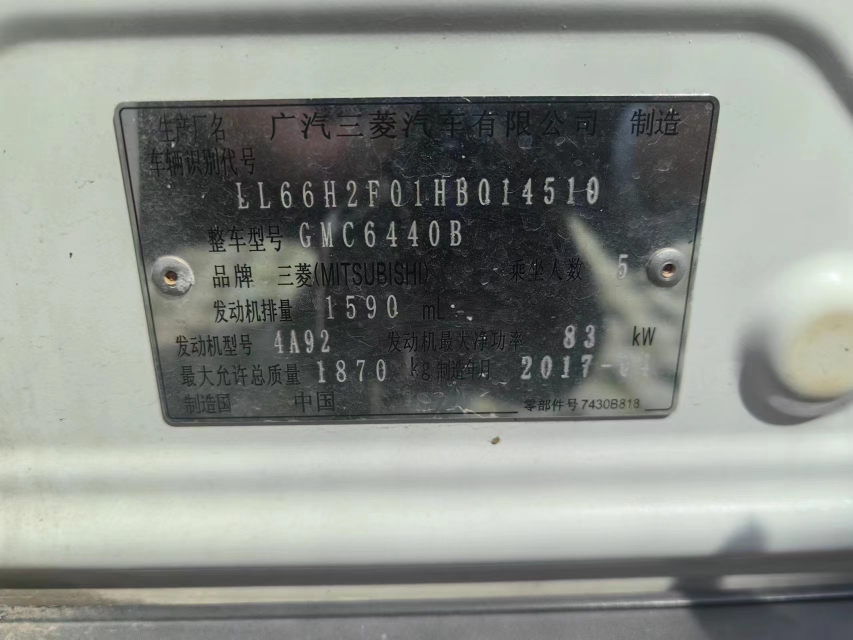 生产厂名 广汽三菱汽车有限公司 制造
车辆识别代号
LL66H2F01HB014510
整车型号 GMC6440B
品牌 三菱(MITSUBISHI) 乘坐人数 5
发动机排量 1590 mL
发动机型号 4A92 发动机最大净功率 83 kW
最大允许总质量 1870 kg 制造年月 2017-04
制造国 中国 零部件号 7430B818